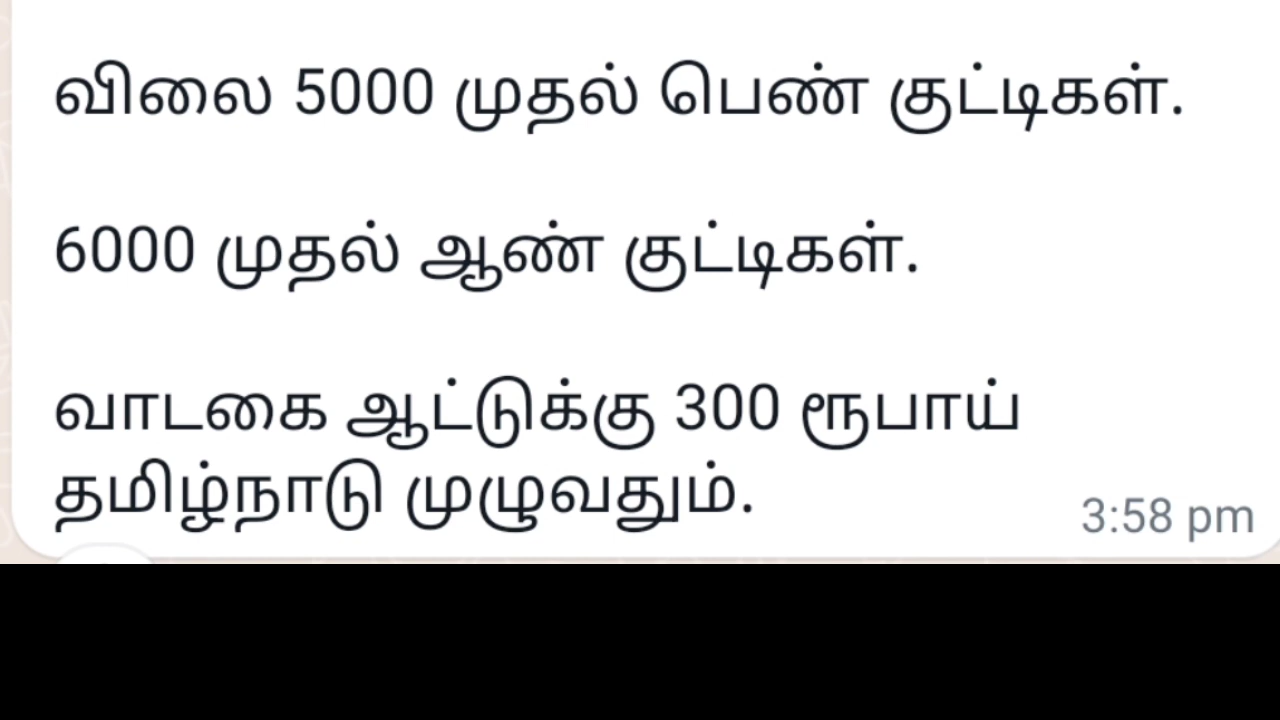 விலை 5000 முதல் பெண் குட்டிகள்.
6000 முதல் ஆண் குட்டிகள்.
வாடகை ஆட்டுக்கு 300 ரூபாய்
தமிழ்நாடு முழுவதும்.
3:58 pm